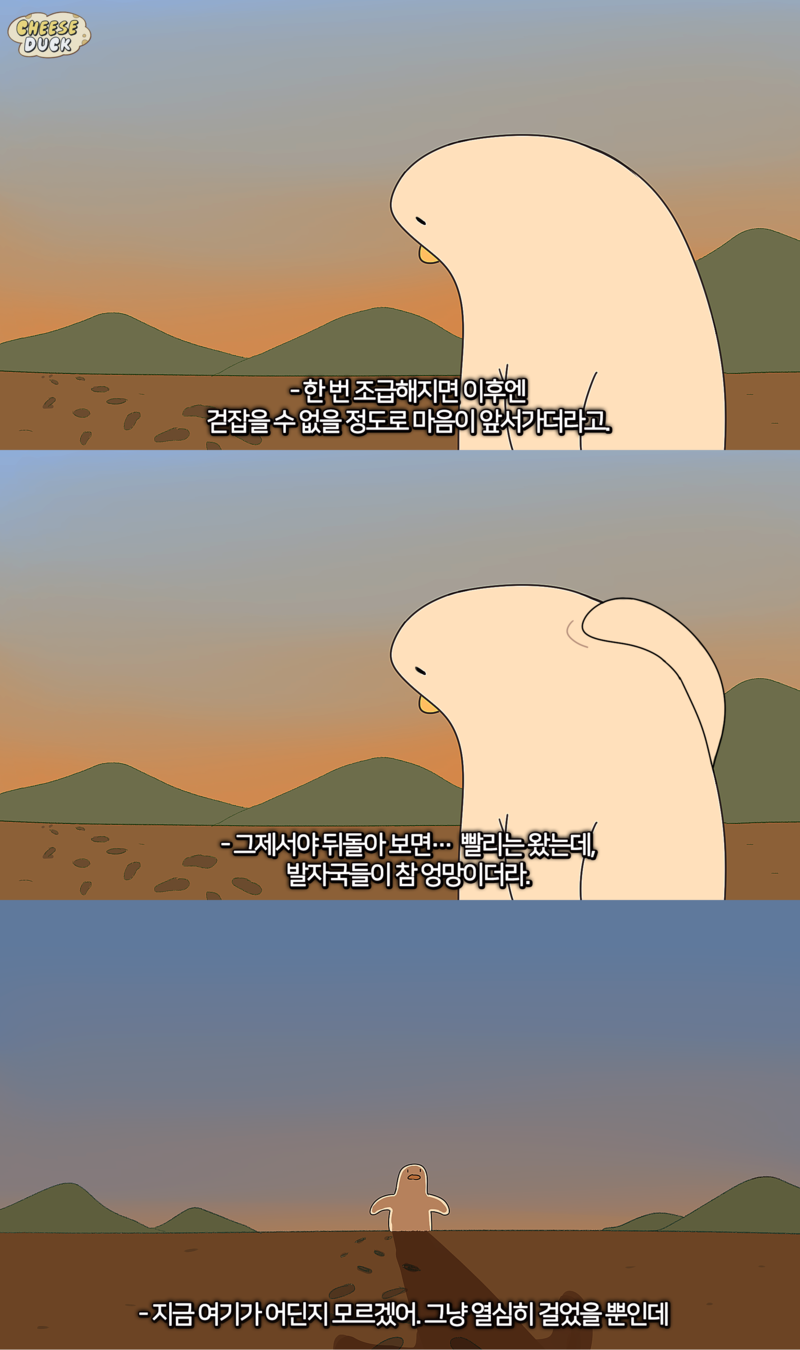 CHEESE
DUCK
- 한 번 조급해지면 이후엔
걷잡을 수 없을 정도로 마음이 앞서가더라고.
- 그제서야 뒤돌아 보면… 빨리는 왔는데,
발자국들이 참 엉망이더라.
- 지금 여기가 어딘지 모르겠어. 그냥 열심히 걸었을 뿐인데